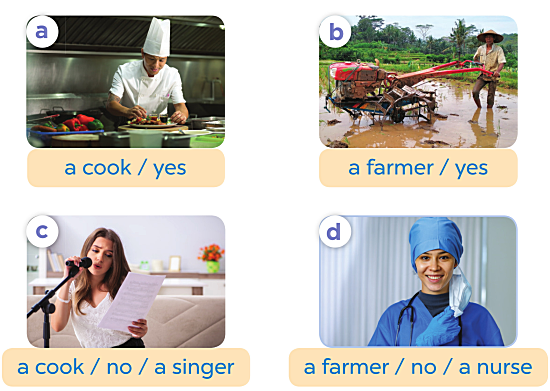 a
b
a cook / yes
a farmer / yes
c
d
a cook / no / a singer
a farmer / no / a nurse